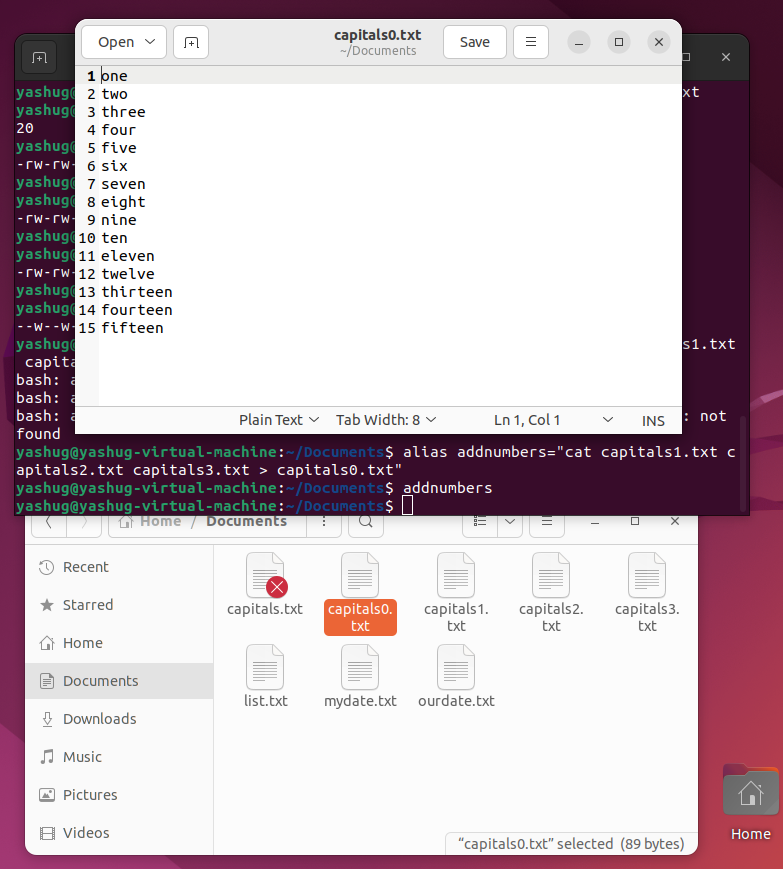 Open
capitals0.txt
~/Documents
Save
1 one
2 two
3 three
4 four
5 five
6 six
7 seven
8 eight
9 nine
10 ten
11 eleven
12 twelve
13 thirteen
14 fourteen
15 fifteen
Plain Text
Tab Width: 8
Ln 1, Col 1
INS
yashug@
xt
yashug@
20
yashug@
-rw-rw-
yashug@
yashug@
-rw-rw-
yashug@
yashug@
-rw-rw-
yashug@
yashug@
--w--w-
yashug@
s1.txt
capita
bash: a
bash: a
bash: a
: not
found
yashug@yashug-virtual-machine:~/Documents$ alias addnumbers="cat capitals1.txt c
apitals2.txt capitals3.txt > capitals0.txt"
yashug@yashug-virtual-machine:~/Documents$ addnumbers
yashug@yashug-virtual-machine:~/Documents$
Home / Documents
Recent
Starred
Home
Documents
Downloads
Music
Pictures
Videos
capitals.txt
capitals0.
txt
capitals1.
txt
capitals2.
txt
capitals3.
txt
list.txt
mydate.txt
ourdate.txt
“capitals0.txt” selected (89 bytes)
Home